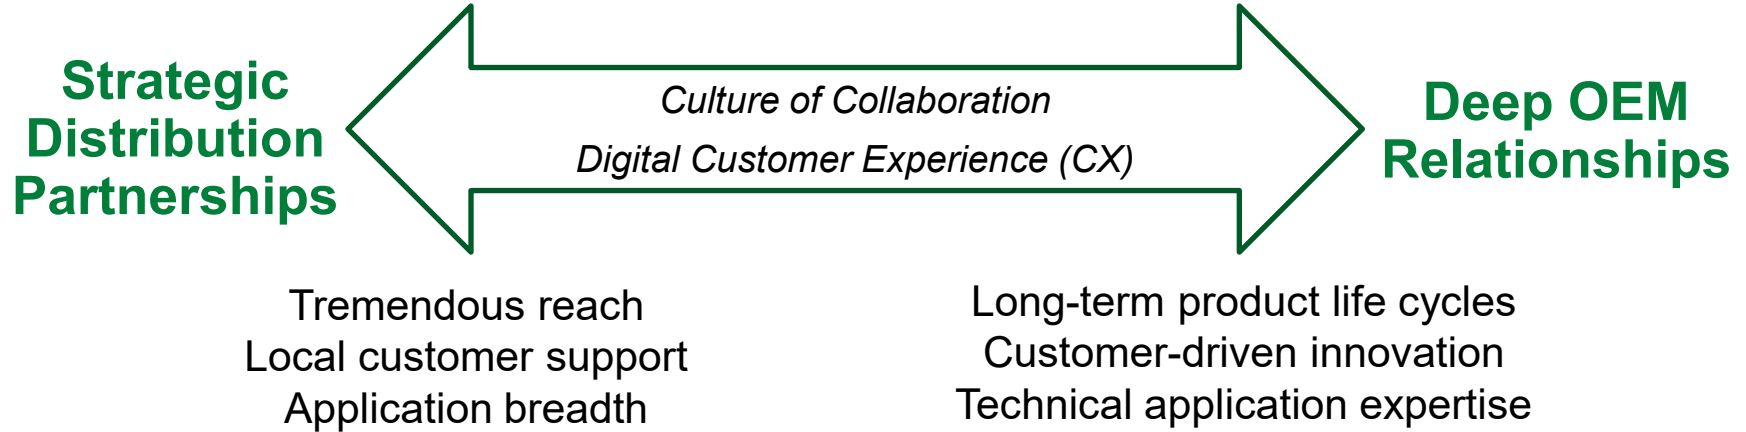 Strategic
Distribution
Partnerships
Culture of Collaboration
Digital Customer Experience (CX)
Deep OEM
Relationships
Tremendous reach
Local customer support
Application breadth
Long-term product life cycles
Customer-driven innovation
Technical application expertise